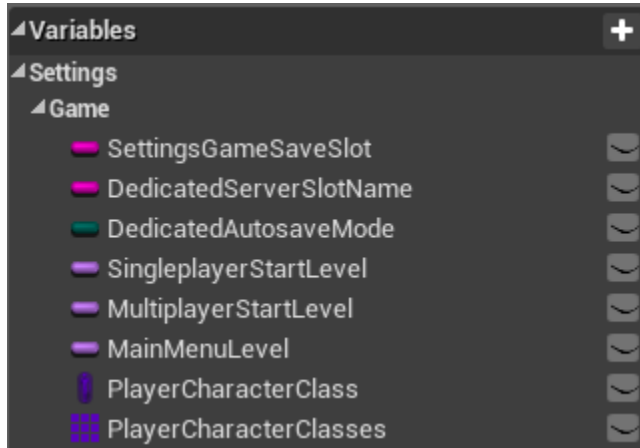 Variables
Settings
Game
SettingsGameSaveSlot
DedicatedServerSlotName
DedicatedAutosaveMode
SingleplayerStartLevel
MultiplayerStartLevel
MainMenuLevel
PlayerCharacterClass
PlayerCharacterClasses